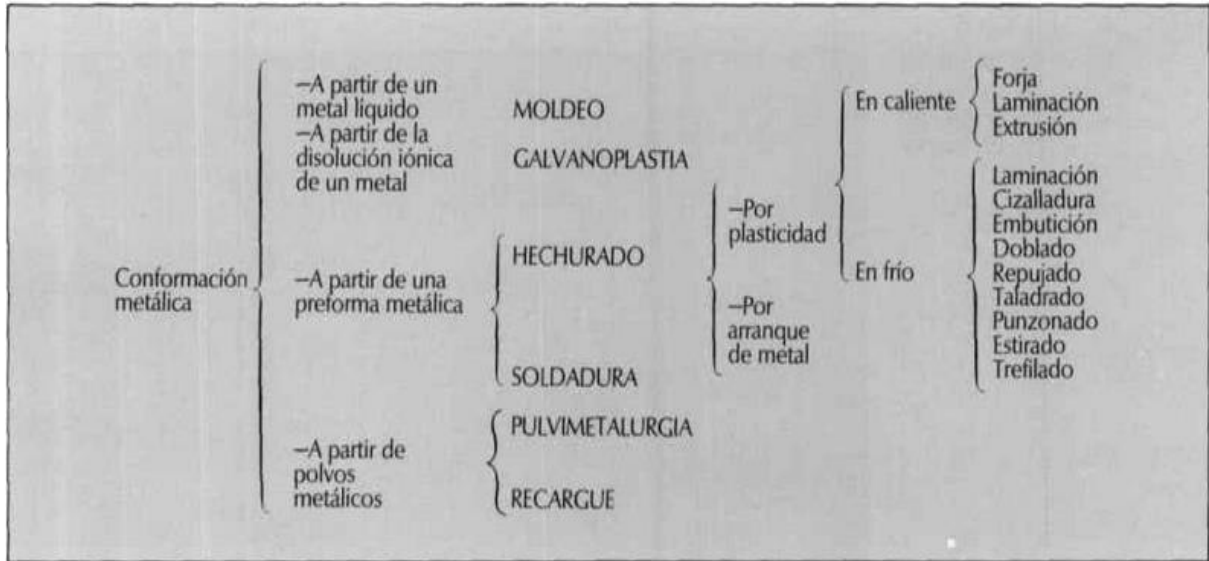 Conformación
metálica
–A partir de un
metal líquido
MOLDEO
–A partir de la
disolución iónica
de un metal
GALVANOPLASTIA
–A partir de una
preforma metálica
HECHURADO
–Por
plasticidad
En caliente
Forja
Laminación
Extrusión
En frío
Laminación
Cizalladura
Embutición
Doblado
Repujado
Taladrado
Punzonado
Estirado
Trefilado
–Por
arranque
de metal
SOLDADURA
–A partir de
polvos
metálicos
PULVIMETALURGIA
RECARGUE